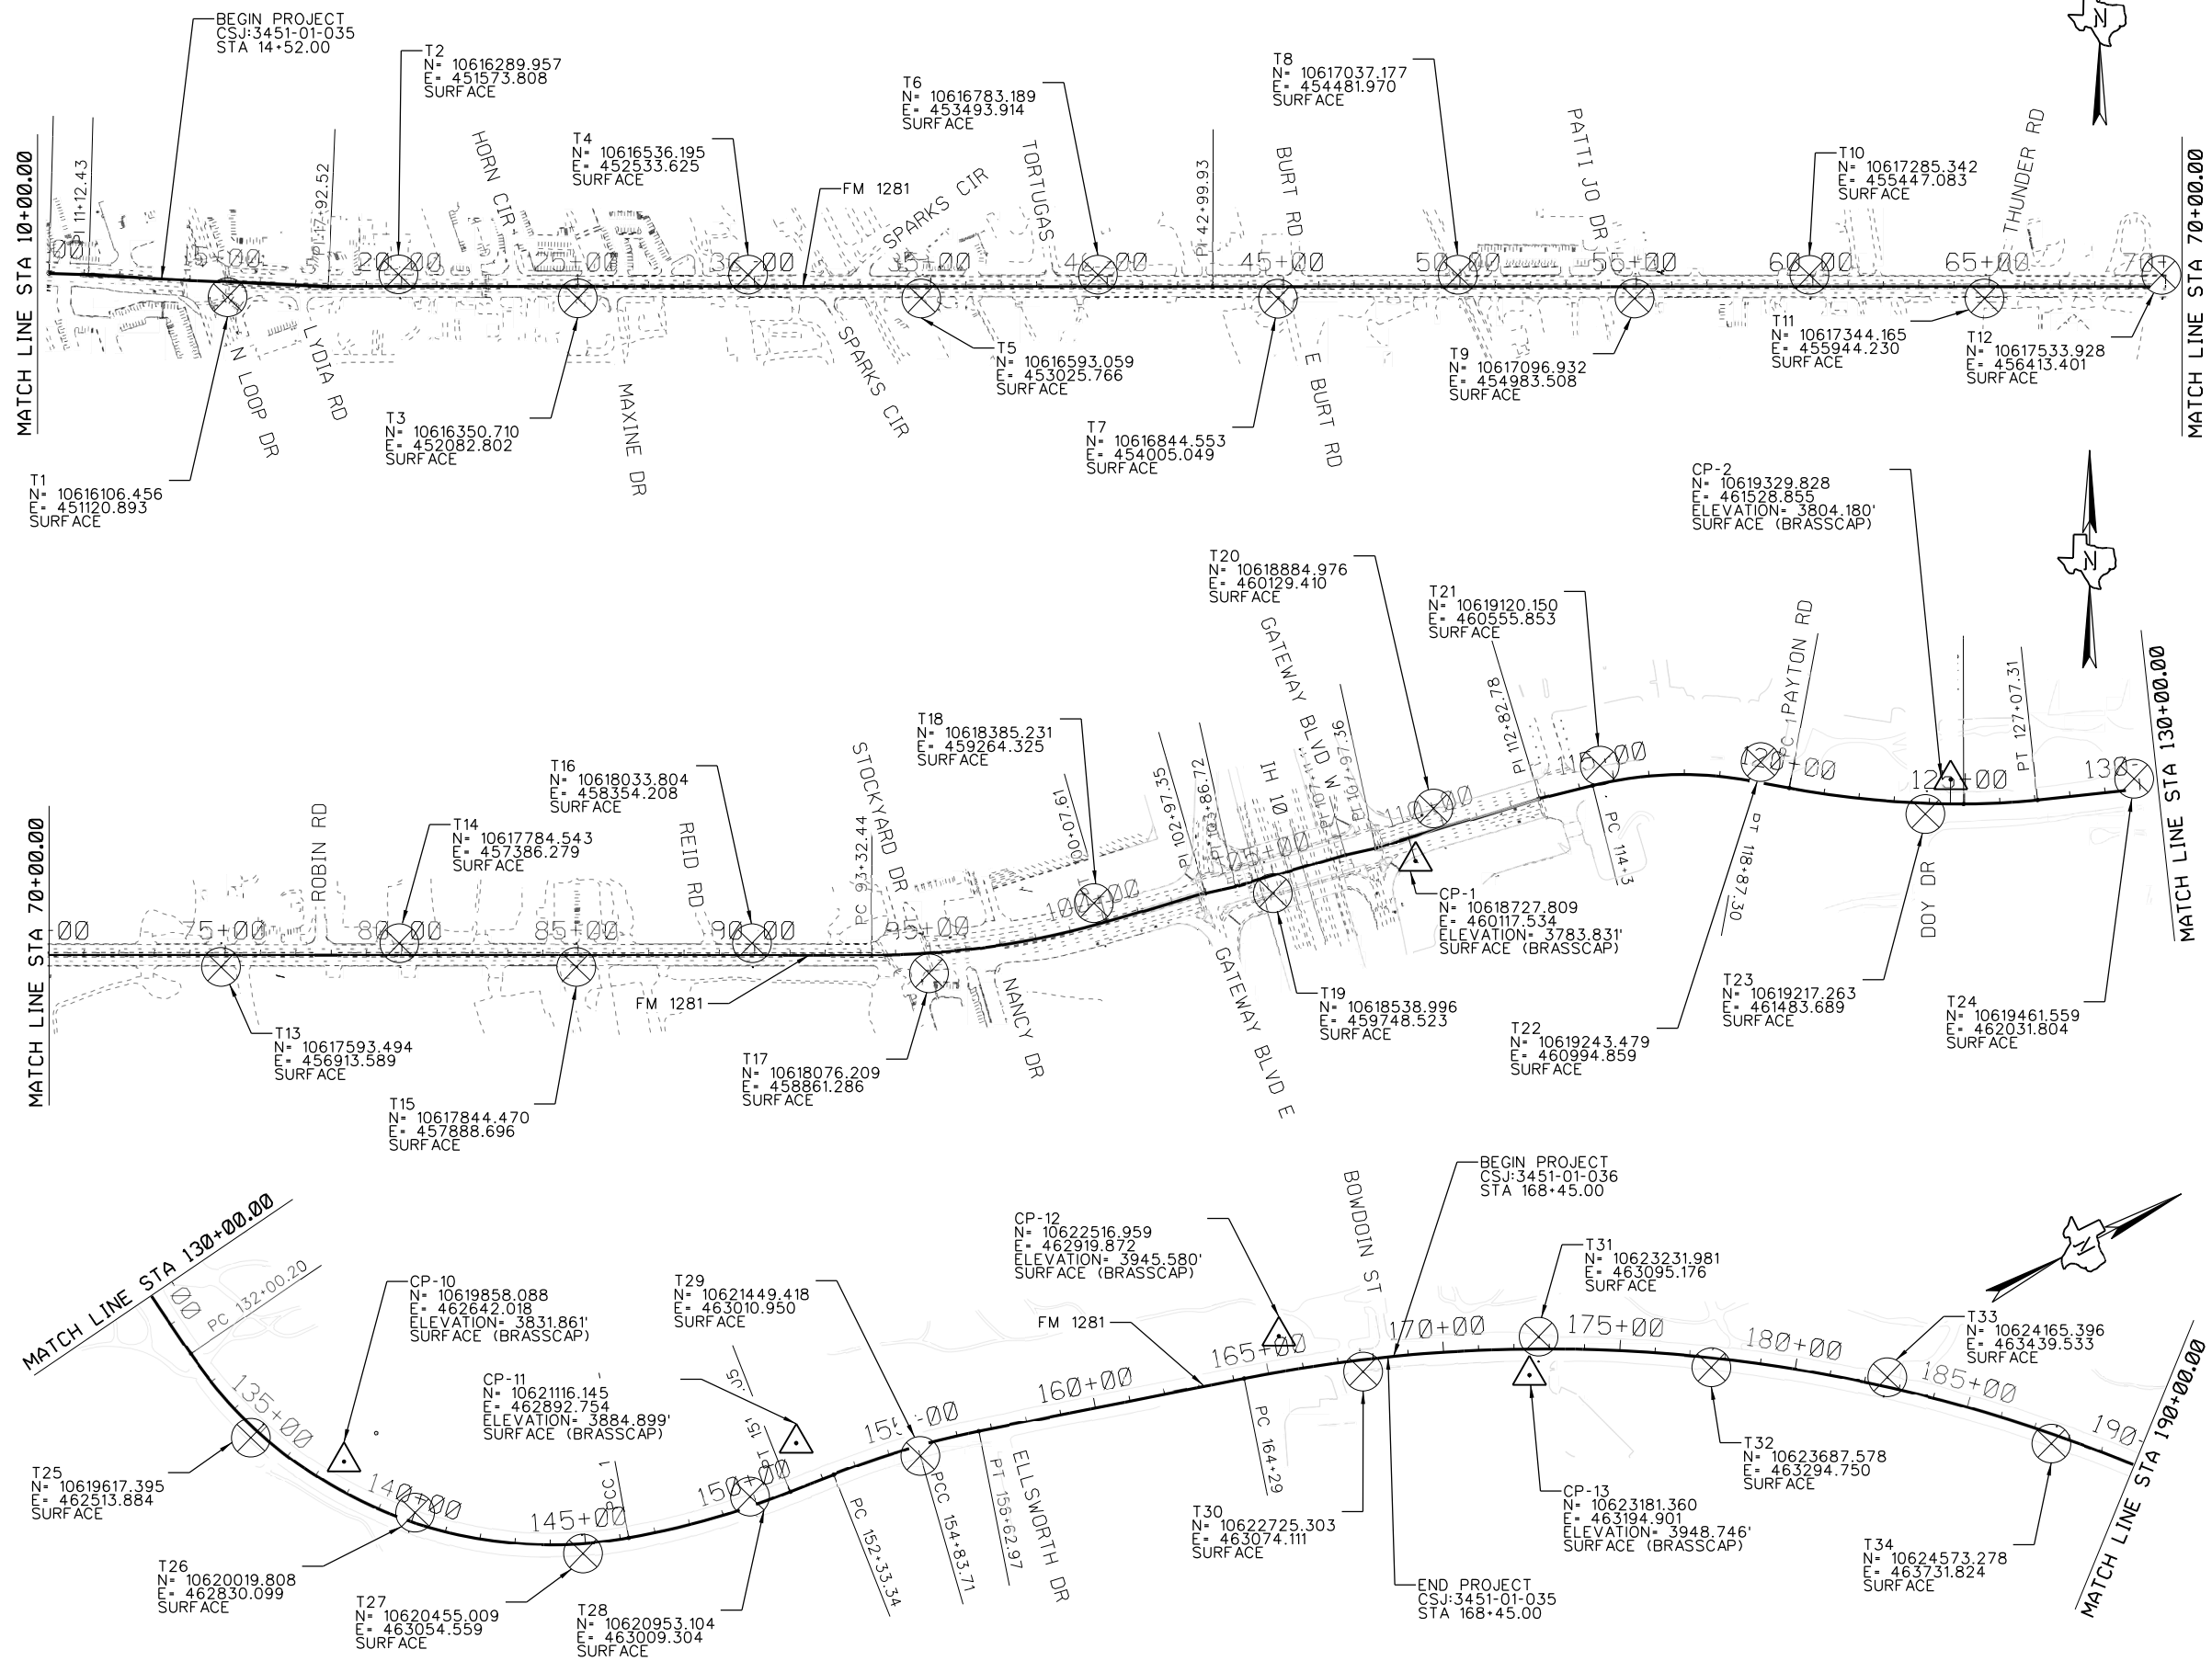 BEGIN PROJECT
CSJ:3451-01-035
STA 14+52.00
T2
N= 10616289.957
E= 451573.808
SURFACE
T4
N= 10616536.195
E= 452533.625
SURFACE
T6
N= 10616783.189
E= 453493.914
SURFACE
T8
N= 10617037.177
E= 454481.970
SURFACE
T10
N= 10617285.342
E= 455447.083
SURFACE
N
MATCH LINE STA 10+00.00
PI 11+12.43
PI 17+92.52
HORN CIR
FM 1281
SPARKS CIR
TORTUGAS
PI 42+99.93
BURT RD
PATTI JO DR
THUNDER RD
MATCH LINE STA 70+00.00
00
15+00
20+00
25+00
30+00
35+00
40+00
45+00
50+00
55+00
60+00
65+00
70+
N LOOP DR
LYDIA RD
MAXINE DR
SPARKS CIR
E BURT RD
T1
N= 10616106.456
E= 451120.893
SURFACE
T3
N= 10616350.710
E= 452082.802
SURFACE
T5
N= 10616593.059
E= 453025.766
SURFACE
T7
N= 10616844.553
E= 454005.049
SURFACE
T9
N= 10617096.932
E= 454983.508
SURFACE
T11
N= 10617344.165
E= 455944.230
SURFACE
T12
N= 10617533.928
E= 456413.401
SURFACE
CP-2
N= 10619329.828
E= 461528.855
ELEVATION= 3804.180'
SURFACE (BRASSCAP)
N
T20
N= 10618884.976
E= 460129.410
SURFACE
T21
N= 10619120.150
E= 460555.853
SURFACE
T18
N= 10618385.231
E= 459264.325
SURFACE
T16
N= 10618033.804
E= 458354.208
SURFACE
T14
N= 10617784.543
E= 457386.279
SURFACE
MATCH LINE STA 70+00.00
ROBIN RD
REID RD
STOCKYARD DR
PC 93+32.44
00+07.61
PI 102+97.35
103+86.72
GATEWAY BLVD W
IH 10
PI 112+82.78
PC 114+3
PT 118+87.30
PC 1
PAYTON RD
DOY DR
PT 127+07.31
MATCH LINE STA 130+00.00
00
75+00
80+00
85+00
90+00
95+00
100+00
105+00
110+00
115+00
120+00
125+00
130+
FM 1281
NANCY DR
GATEWAY BLVD E
CP-1
N= 10618727.809
E= 460117.534
ELEVATION= 3783.831'
SURFACE (BRASSCAP)
T13
N= 10617593.494
E= 456913.589
SURFACE
T15
N= 10617844.470
E= 457888.696
SURFACE
T17
N= 10618076.209
E= 458861.286
SURFACE
T19
N= 10618538.996
E= 459748.523
SURFACE
T22
N= 10619243.479
E= 460994.859
SURFACE
T23
N= 10619217.263
E= 461483.689
SURFACE
T24
N= 10619461.559
E= 462031.804
SURFACE
BEGIN PROJECT
CSJ:3451-01-036
STA 168+45.00
N
MATCH LINE STA 130+00.00
PC 132+00.20
CP-10
N= 10619858.088
E= 462642.018
ELEVATION= 3831.861'
SURFACE (BRASSCAP)
CP-11
N= 10621116.145
E= 462892.754
ELEVATION= 3884.899'
SURFACE (BRASSCAP)
T29
N= 10621449.418
E= 463010.950
SURFACE
CP-12
N= 10622516.959
E= 462919.872
ELEVATION= 3945.580'
SURFACE (BRASSCAP)
FM 1281
BOWDOIN ST
T31
N= 10623231.981
E= 463095.176
SURFACE
T33
N= 10624165.396
E= 463439.533
SURFACE
MATCH LINE STA 190+00.00
00
135+00
140+00
145+00
150+00
155+00
160+00
165+00
170+00
175+00
180+00
185+00
190+
PCC 1
PT 151
.05
PC 152+33.34
PCC 154+83.71
PT 156+62.97
ELLSWORTH DR
PC 164+29
T25
N= 10619617.395
E= 462513.884
SURFACE
T26
N= 10620019.808
E= 462830.099
SURFACE
T27
N= 10620455.009
E= 463054.559
SURFACE
T28
N= 10620953.104
E= 463009.304
SURFACE
T30
N= 10622725.303
E= 463074.111
SURFACE
END PROJECT
CSJ:3451-01-035
STA 168+45.00
CP-13
N= 10623181.360
E= 463194.901
ELEVATION= 3948.746'
SURFACE (BRASSCAP)
T32
N= 10623687.578
E= 463294.750
SURFACE
T34
N= 10624573.278
E= 463731.824
SURFACE